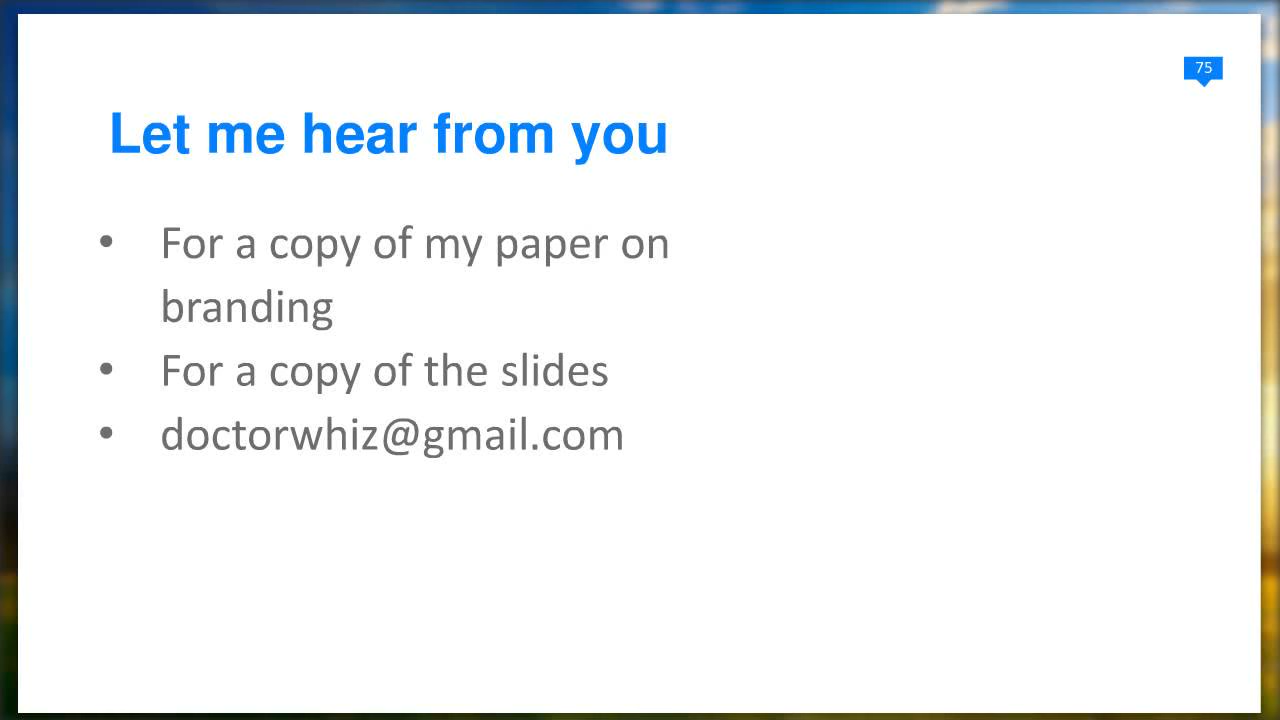 75
Let me hear from you
• For a copy of my paper on
branding
• For a copy of the slides
• doctorwhiz@gmail.com